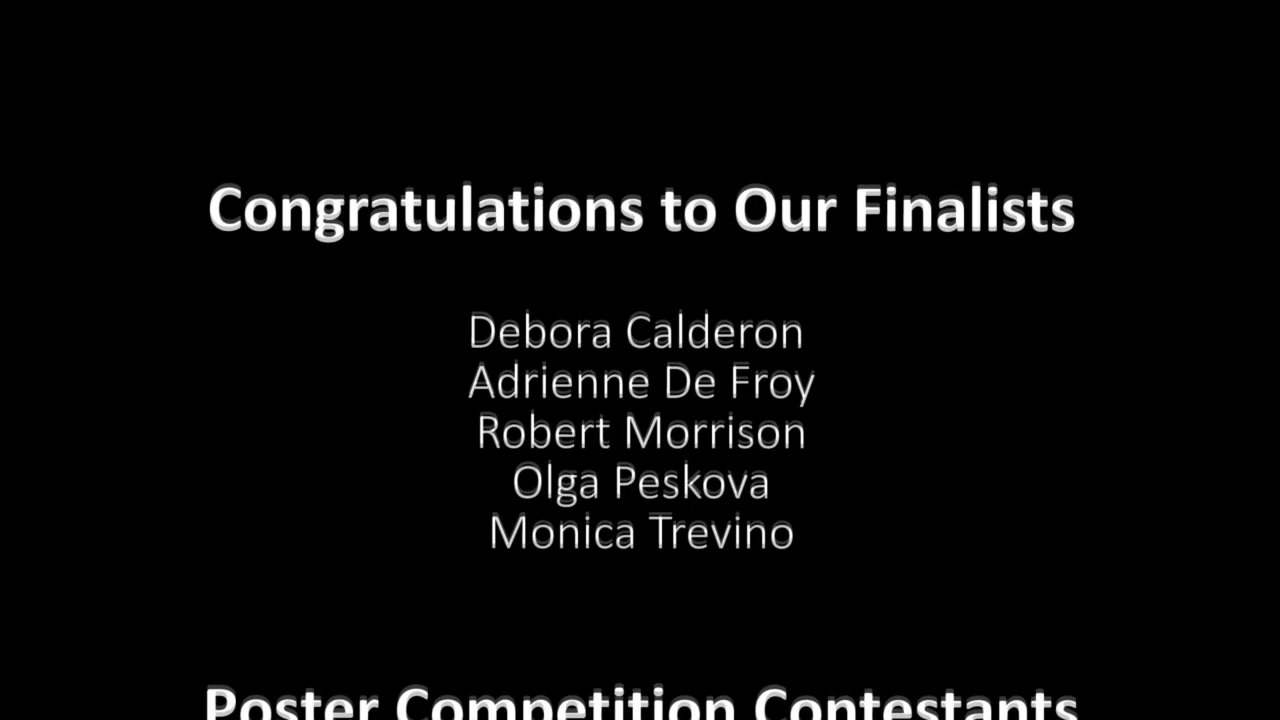 Congratulations to Our Finalists
Debora Calderon
Adrienne De Froy
Robert Morrison
Olga Peskova
Monica Trevino
Poster Competition Contestants